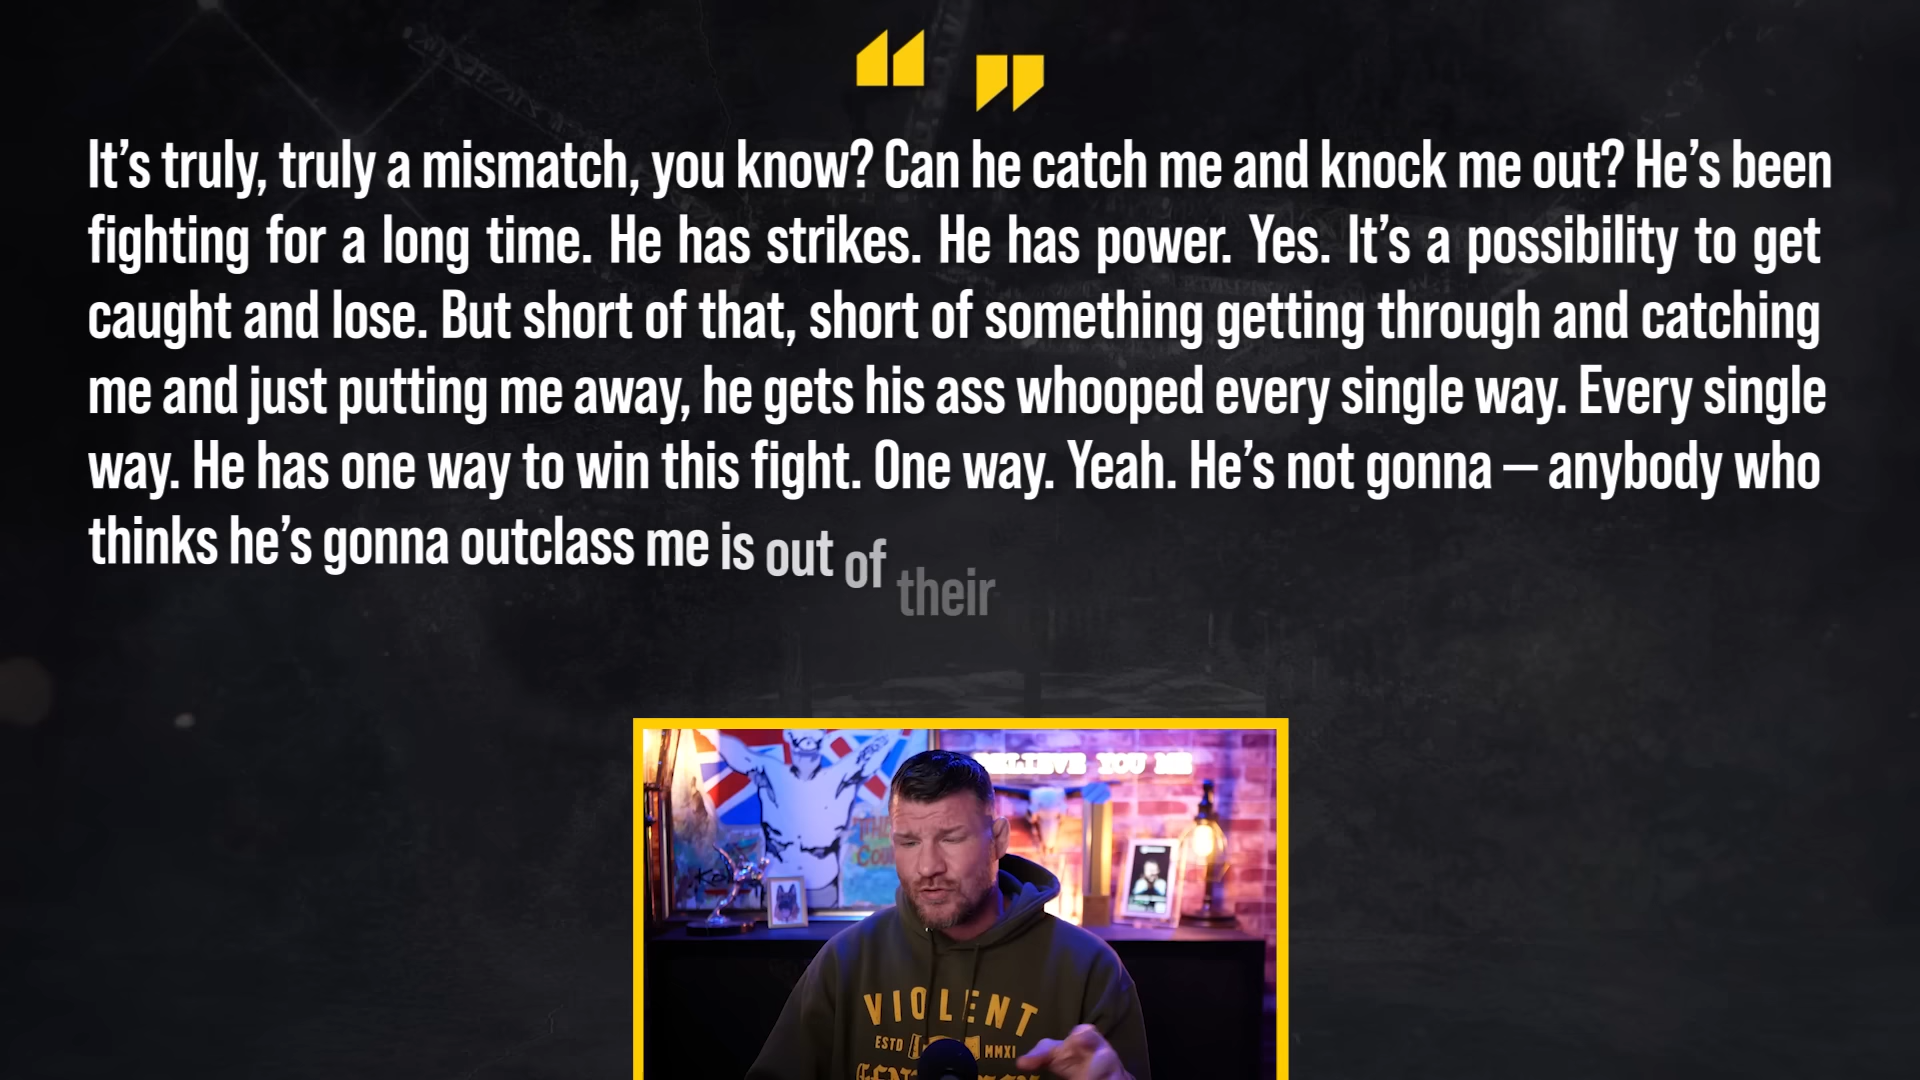 “ ”
It’s truly, truly a mismatch, you know? Can he catch me and knock me out? He’s been
fighting for a long time. He has strikes. He has power. Yes. It’s a possibility to get
caught and lose. But short of that, short of something getting through and catching
me and just putting me away, he gets his ass whooped every single way. Every single
way. He has one way to win this fight. One way. Yeah. He’s not gonna – anybody who
thinks he’s gonna outclass me is out of their
YOU ME
VIOLENT
ESTD
MMXI